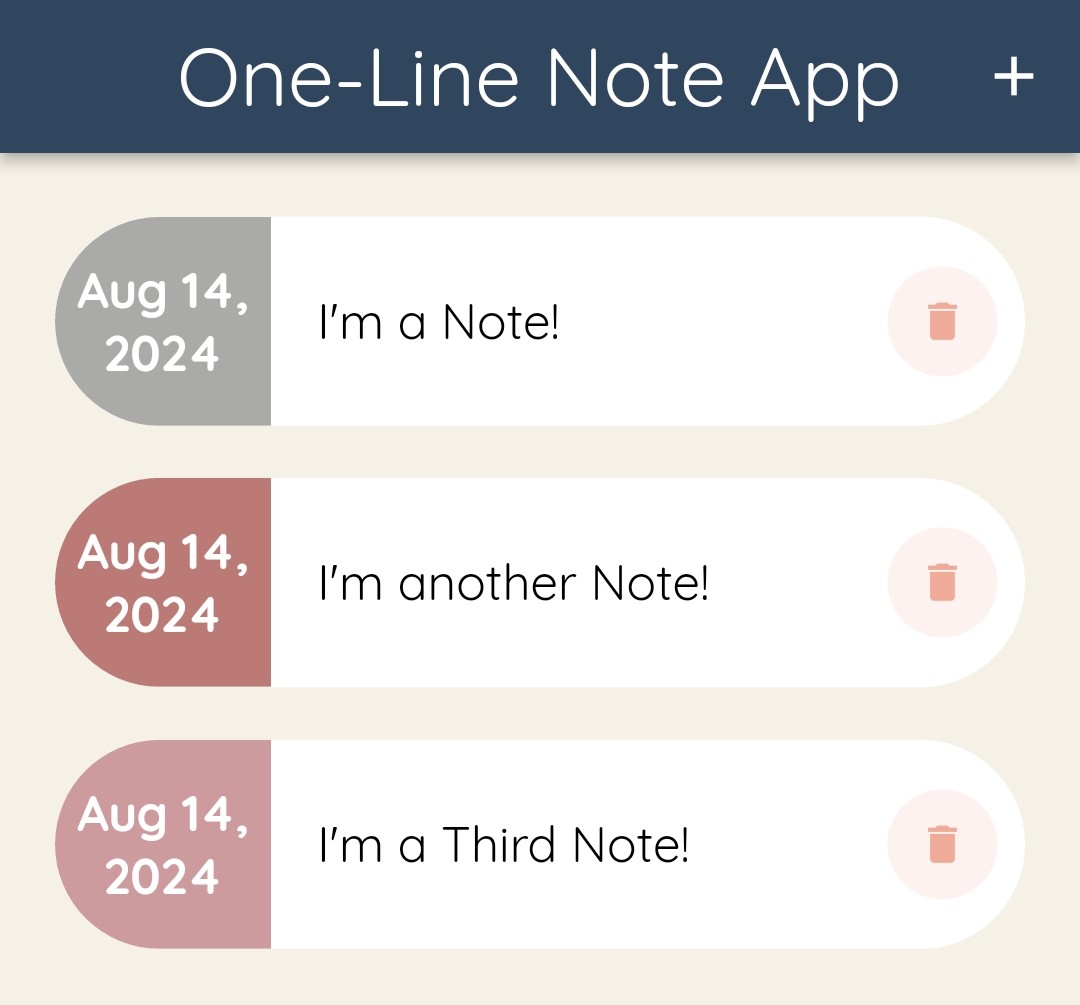 One-Line Note App +
Aug 14,
2024
I'm a Note!
Aug 14,
2024
I'm another Note!
Aug 14,
2024
I'm a Third Note!